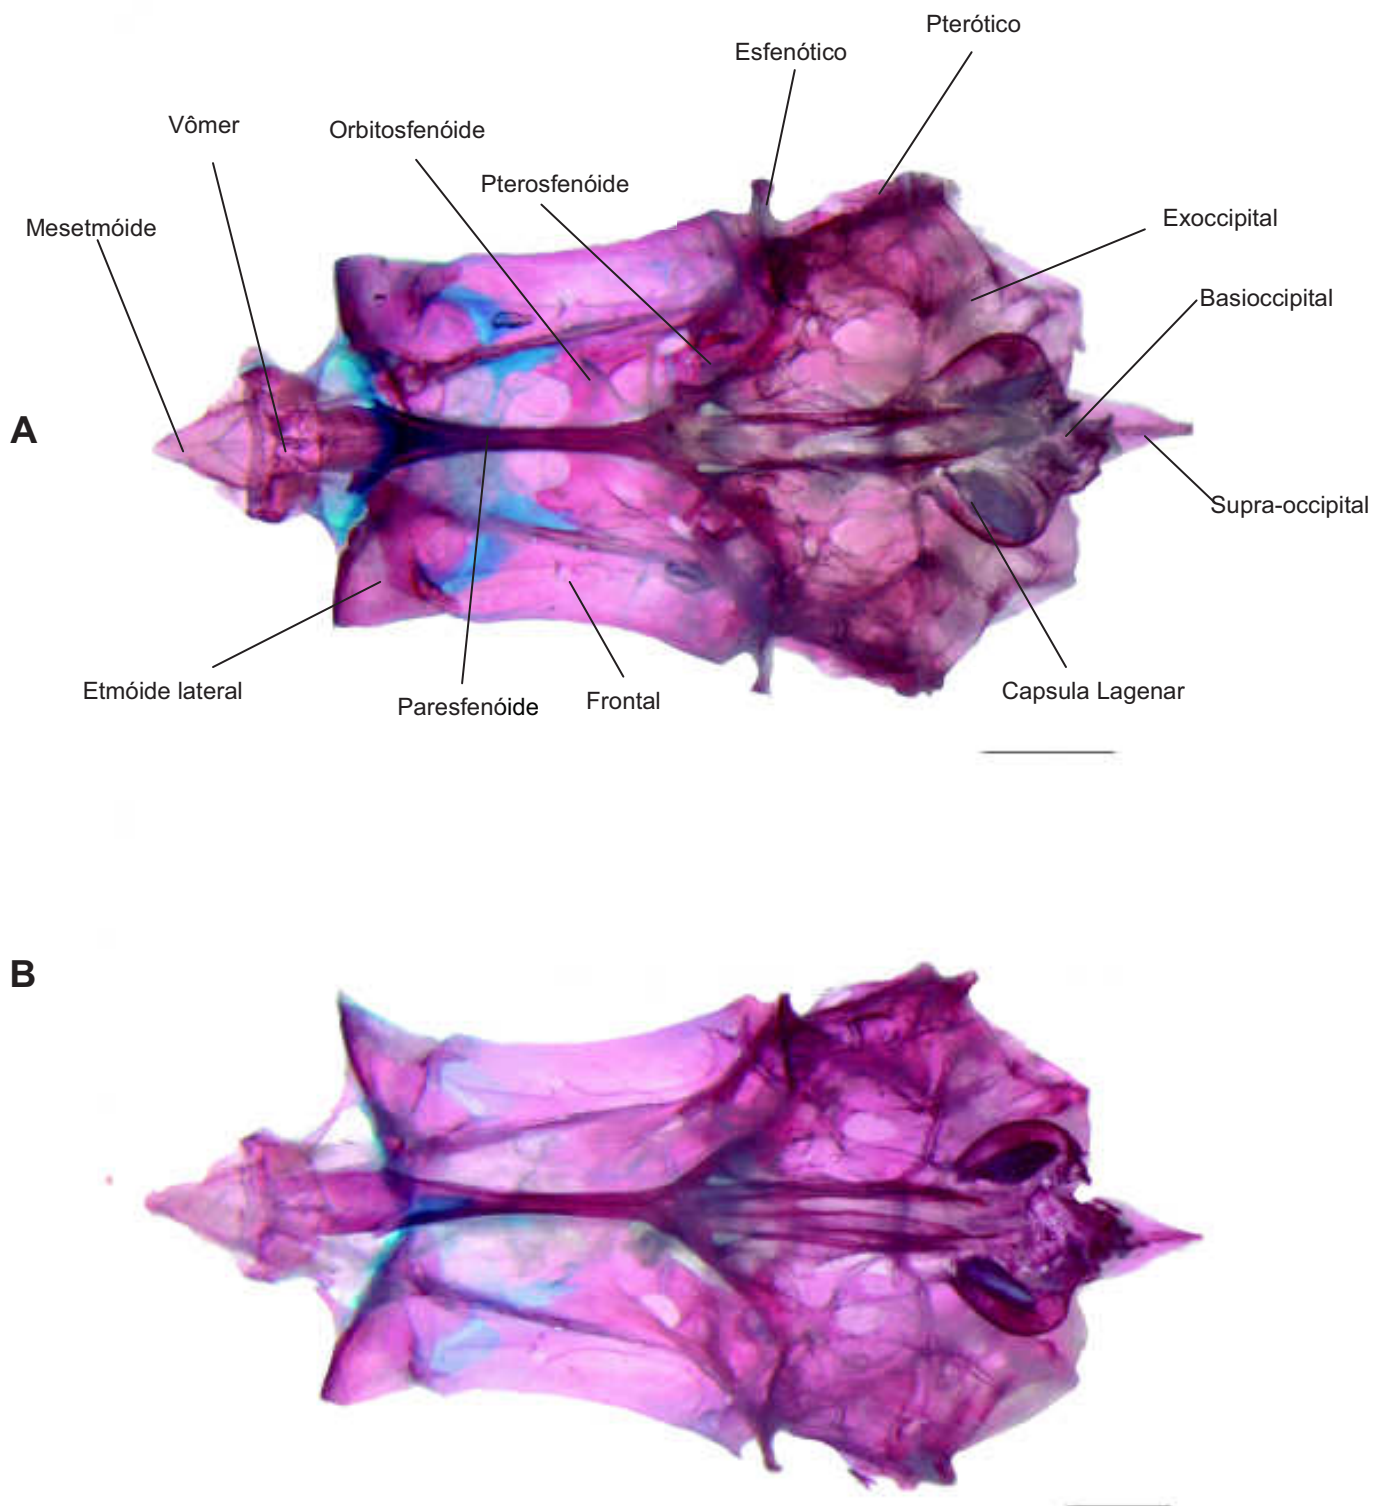 Pterótico
Esfenótico
Vômer
Orbitosfenóide
Pterosfenóide
Mesetmóide
Exoccipital
Basioccipital
A
Supra-occipital
Etmóide lateral
Paresfenóide
Frontal
Capsula Lagenar
B